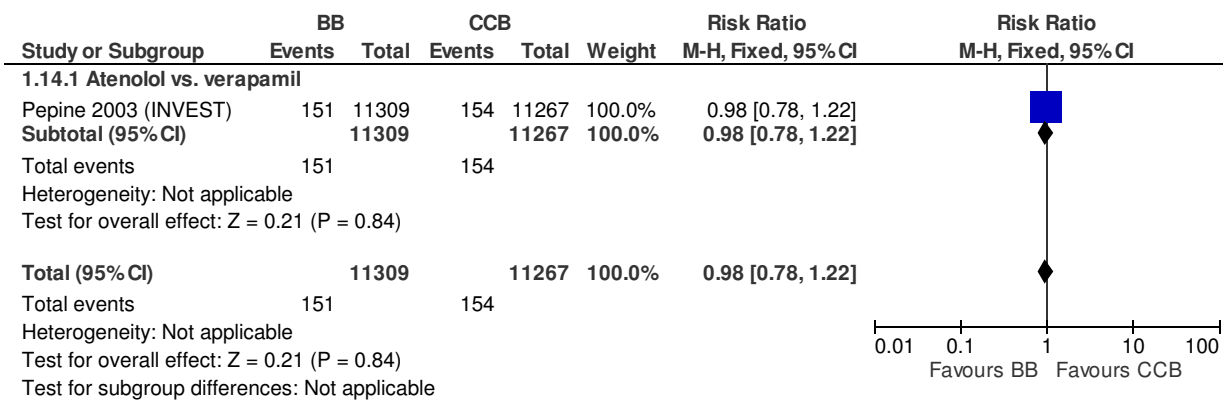 BB CCB Risk Ratio Risk Ratio
Study or Subgroup Events Total Events Total Weight M-H, Fixed, 95% CI M-H, Fixed, 95% CI
1.14.1 Atenolol vs. verapamil
Pepine 2003 (INVEST) 151 11309 154 11267 100.0% 0.98 [0.78, 1.22]
Subtotal (95% CI) 11309 11267 100.0% 0.98 [0.78, 1.22]
Total events 151 154
Heterogeneity: Not applicable
Test for overall effect: Z = 0.21 (P = 0.84)
Total (95% CI) 11309 11267 100.0% 0.98 [0.78, 1.22]
Total events 151 154
Heterogeneity: Not applicable
Test for overall effect: Z = 0.21 (P = 0.84)
Test for subgroup differences: Not applicable
0.01 0.1 1 10 100
Favours BB Favours CCB